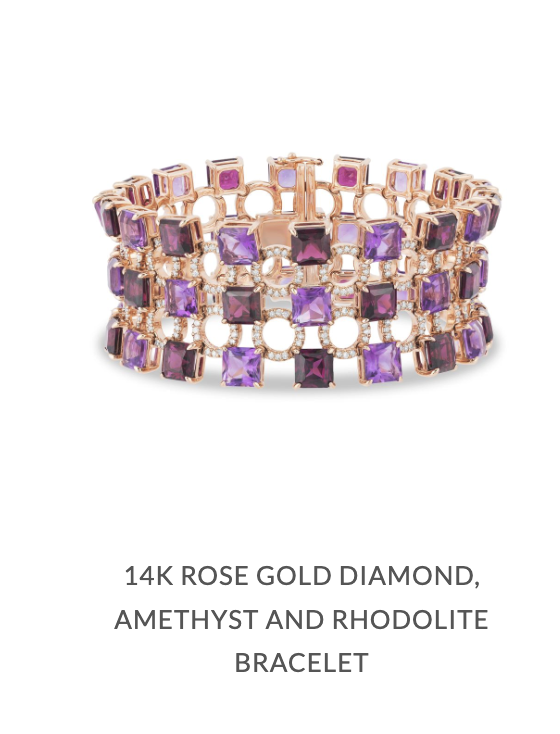 14K ROSE GOLD DIAMOND,
AMETHYST AND RHODOLITE
BRACELET